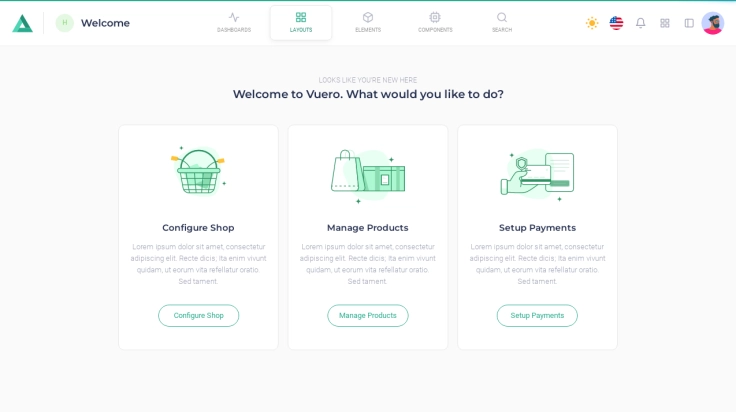 H
Welcome
DASHBOARDS
LAYOUTS
ELEMENTS
COMPONENTS
SEARCH
LOOKS LIKE YOU'RE NEW HERE
Welcome to Vuero. What would you like to do?
Configure Shop
Lorem ipsum dolor sit amet, consectetur
adipiscing elit. Recte dicis; Ita enim vivunt
quidam, ut eorum vita refellatur oratio.
Sed tament.
Configure Shop
Manage Products
Lorem ipsum dolor sit amet, consectetur
adipiscing elit. Recte dicis; Ita enim vivunt
quidam, ut eorum vita refellatur oratio.
Sed tament.
Manage Products
Setup Payments
Lorem ipsum dolor sit amet, consectetur
adipiscing elit. Recte dicis; Ita enim vivunt
quidam, ut eorum vita refellatur oratio.
Sed tament.
Setup Payments